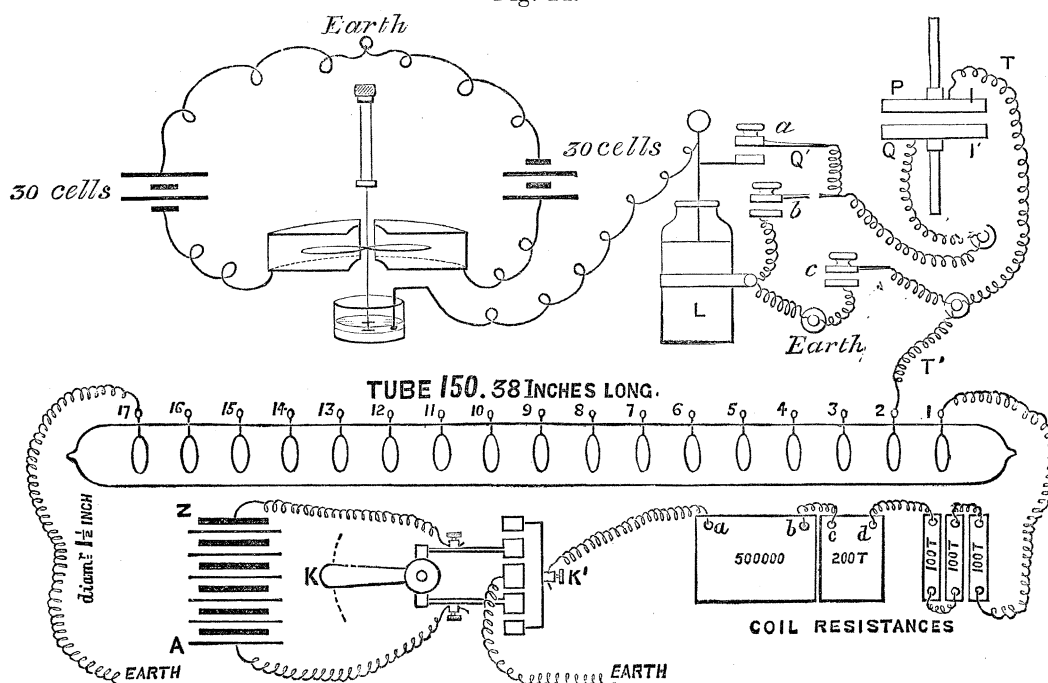 Earth
30 cells
30 cells
a
Q'
b
c
L
Earth
P
I
T
Q
I'
T'
TUBE 150.38 INCHES LONG.
17 16 15 14 13 12 11 10 9 8 7 6 5 4 3 2 1
diamr 1½ INCH
Z
A
EARTH
K
K'
EARTH
a b c d
500000
200T
100T
100T
100T
COIL RESISTANCES